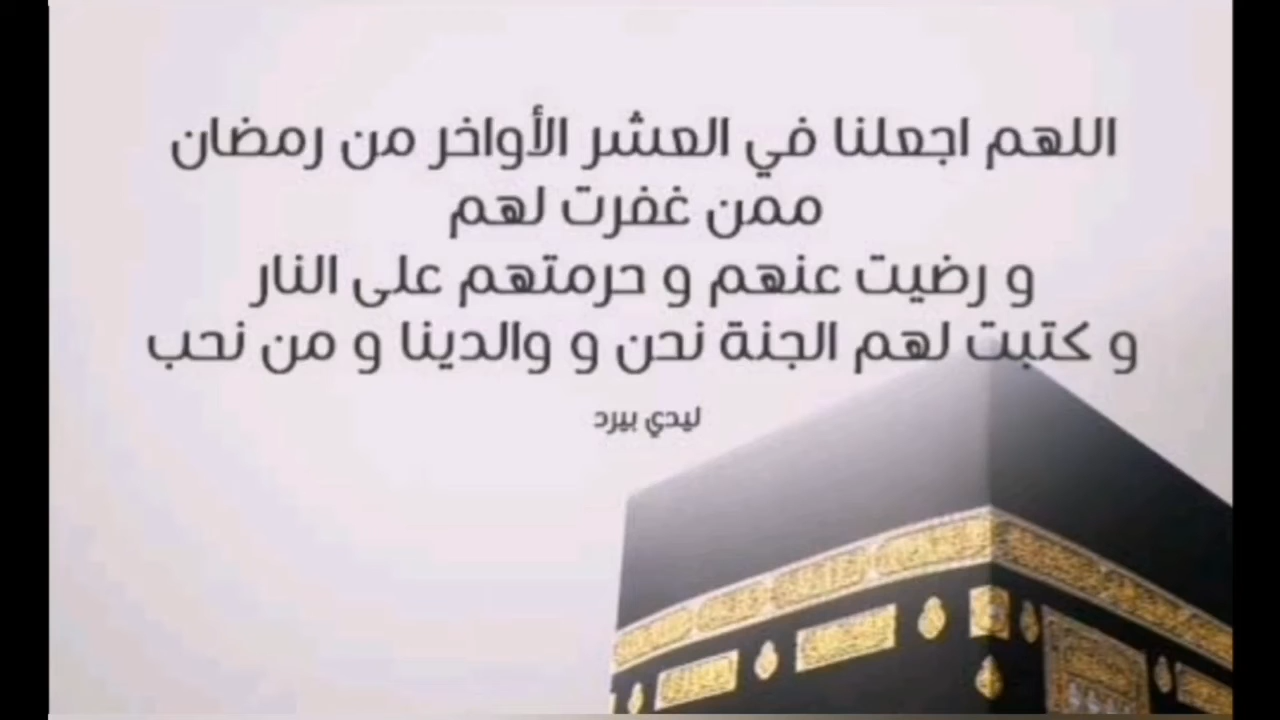 اللهم اجعلنا في العشر الأواخر من رمضان
ممن غفرت لهم
و رضيت عنهم و حرمتهم على النار
و كتبت لهم الجنة نحن و والدينا و من نحب
ليدي بيرد